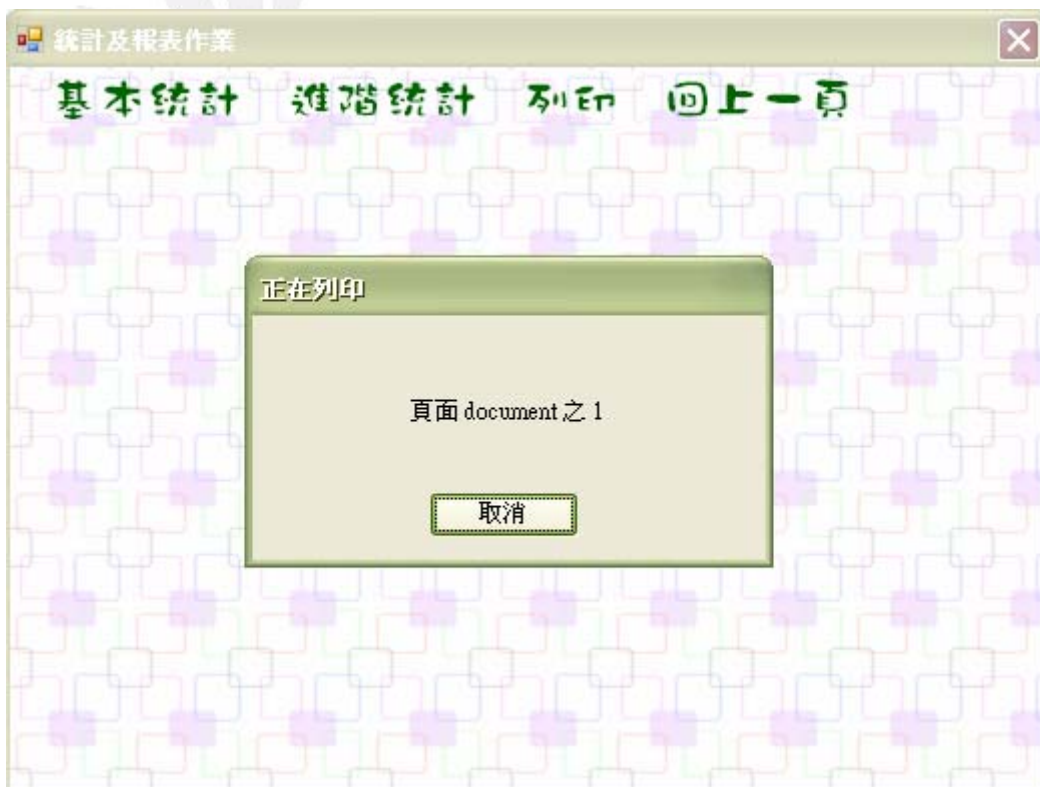 統計及報表作業
基本統計 進階統計 列印 回上一頁
正在列印
頁面 document 之 1
取消